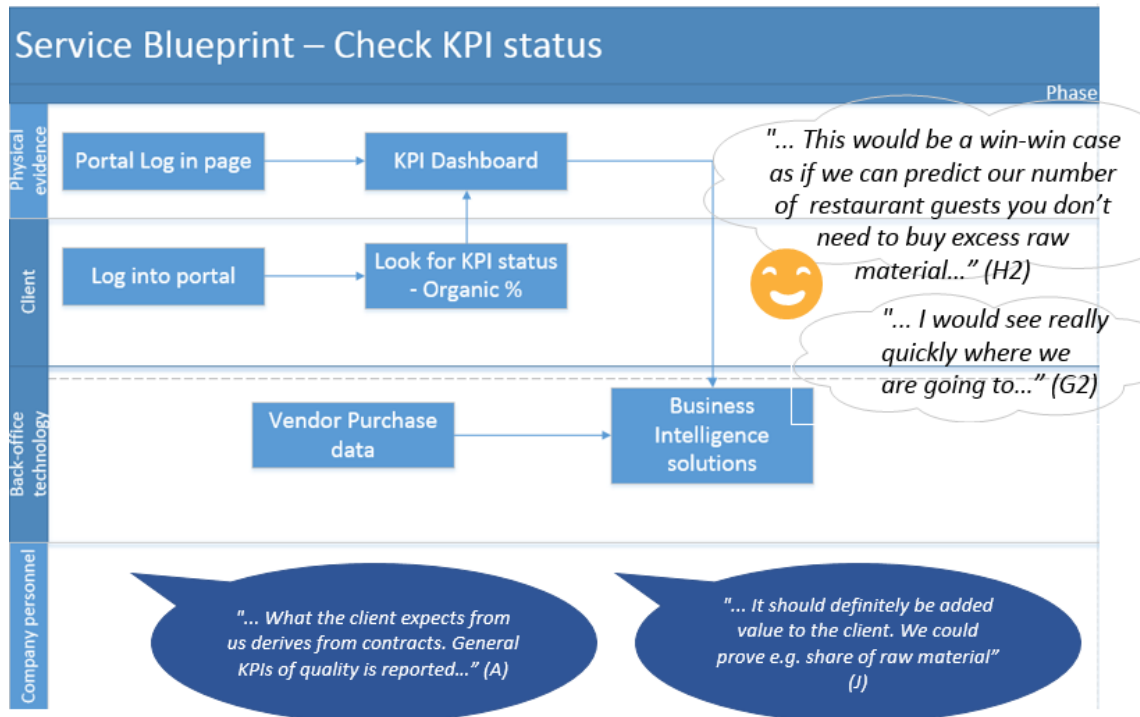 Service Blueprint – Check KPI status
Phase
Physical
evidence
Portal Log in page
KPI Dashboard
"... This would be a win-win case
as if we can predict our number
of restaurant guests you don't
need to buy excess raw
material…" (H2)
Client
Log into portal
Look for KPI status
- Organic %
"... I would see really
quickly where we
are going to…" (G2)
Back-office
technology
Vendor Purchase
data
Business
Intelligence
solutions
Company personnel
"... What the client expects from
us derives from contracts. General
KPIs of quality is reported…" (A)
"... It should definitely be added
value to the client. We could
prove e.g. share of raw material"
(J)